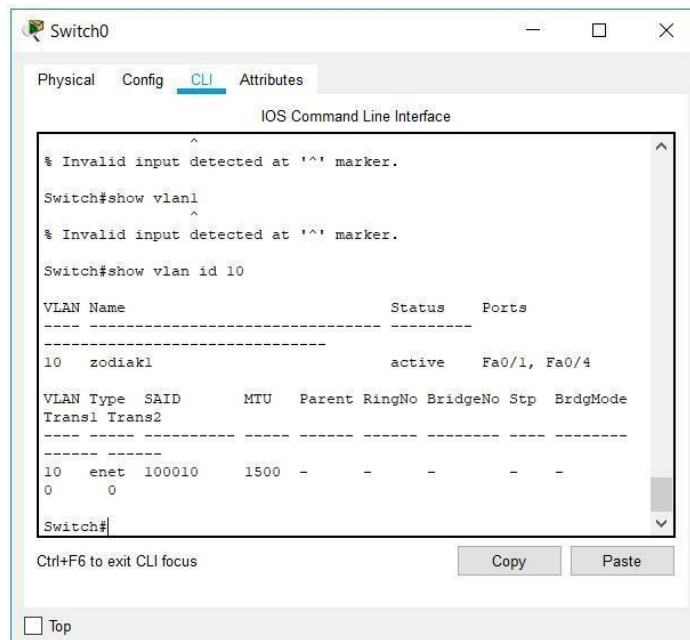 Switch0
Physical Config CLI Attributes
IOS Command Line Interface
^
% Invalid input detected at '^' marker.
Switch#show vlan1
^
% Invalid input detected at '^' marker.
Switch#show vlan id 10
VLAN Name Status Ports
---- -------------------------------- ---------
-------------------------------
10 zodiak1 active Fa0/1, Fa0/4
VLAN Type SAID MTU Parent RingNo BridgeNo Stp BrdgMode
Trans1 Trans2
---- ----- ---------- ----- ------ ------ -------- ---- --------
------ ------
10 enet 100010 1500 - - - - -
0 0
Switch#
Ctrl+F6 to exit CLI focus
Copy Paste
Top